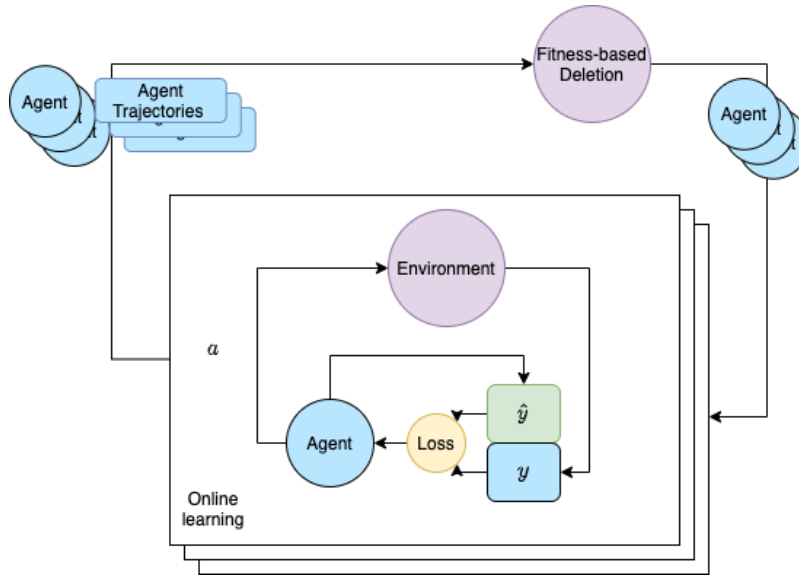 Fitness-based
Deletion
Agent
Agent
Trajectories
Agent
Environment
a
ŷ
Agent
Loss
y
Online
learning